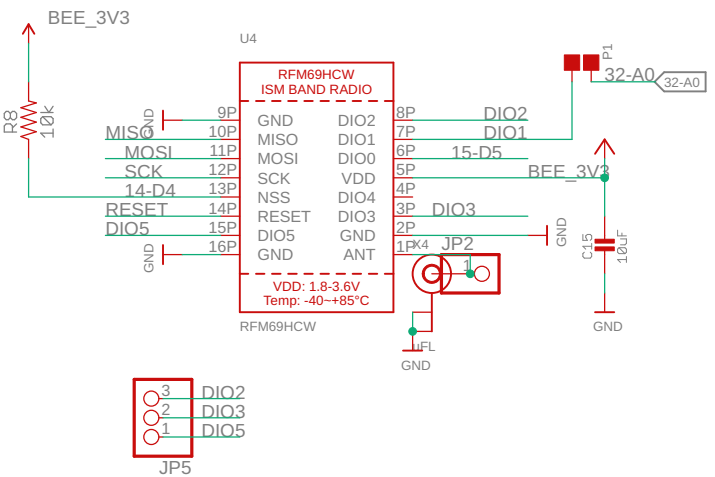 BEE_3V3
U4
RFM69HCW
ISM BAND RADIO
P1
32-A0
32-A0
R8
10k
GND
9P
GND
DIO2
8P
DIO2
MISO
10P
MISO
DIO1
7P
DIO1
MOSI
11P
MOSI
DIO0
6P
15-D5
SCK
12P
SCK
VDD
5P
BEE_3V3
14-D4
13P
NSS
DIO4
4P
RESET
14P
RESET
DIO3
3P
DIO3
DIO5
15P
DIO5
GND
2P
GND
GND
16P
GND
ANT
1P
X4
JP2
1
C15
10uF
VDD: 1.8-3.6V
Temp: -40~+85°C
RFM69HCW
uFL
GND
GND
3
DIO2
2
DIO3
1
DIO5
JP5